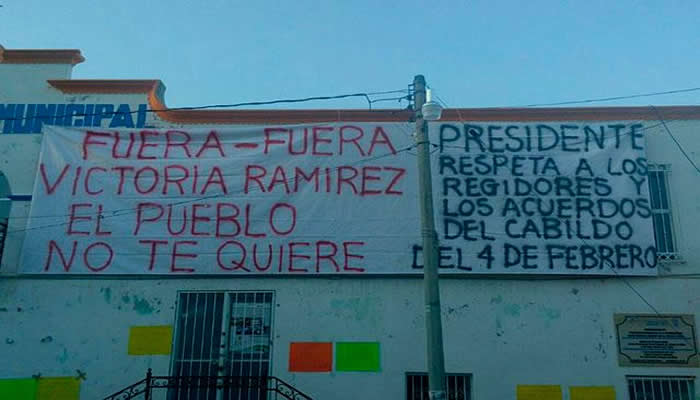 MUNICIPAL
FUERA-FUERA
VICTORIA RAMIREZ
EL PUEBLO
NO TE QUIERE
PRESIDENTE
RESPETA A LOS
REGIDORES Y
LOS ACUERDOS
DEL CABILDO
DEL 4 DE FEBRERO